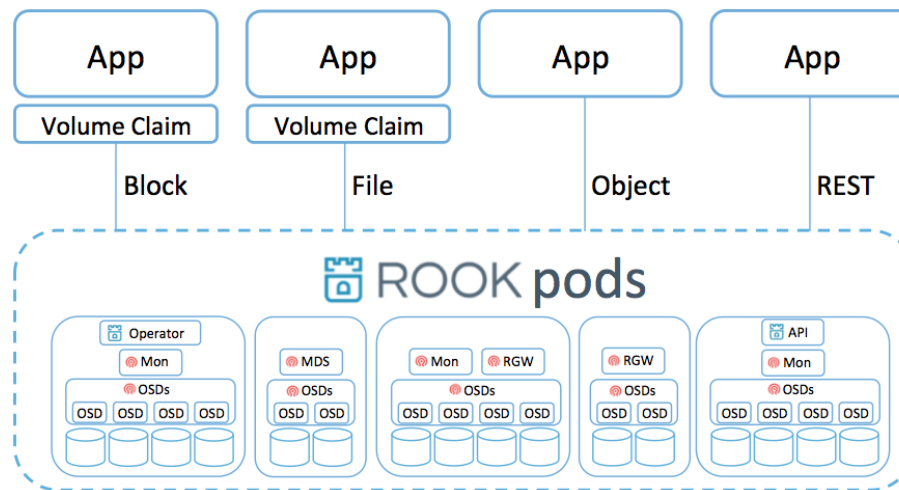 App App App App
Volume Claim Volume Claim
Block File Object REST
ROOK pods
Operator API
Mon MDS Mon RGW RGW Mon
OSDs OSDs OSDs OSDs OSDs
OSD OSD OSD OSD OSD OSD OSD OSD OSD OSD OSD OSD OSD OSD OSD OSD